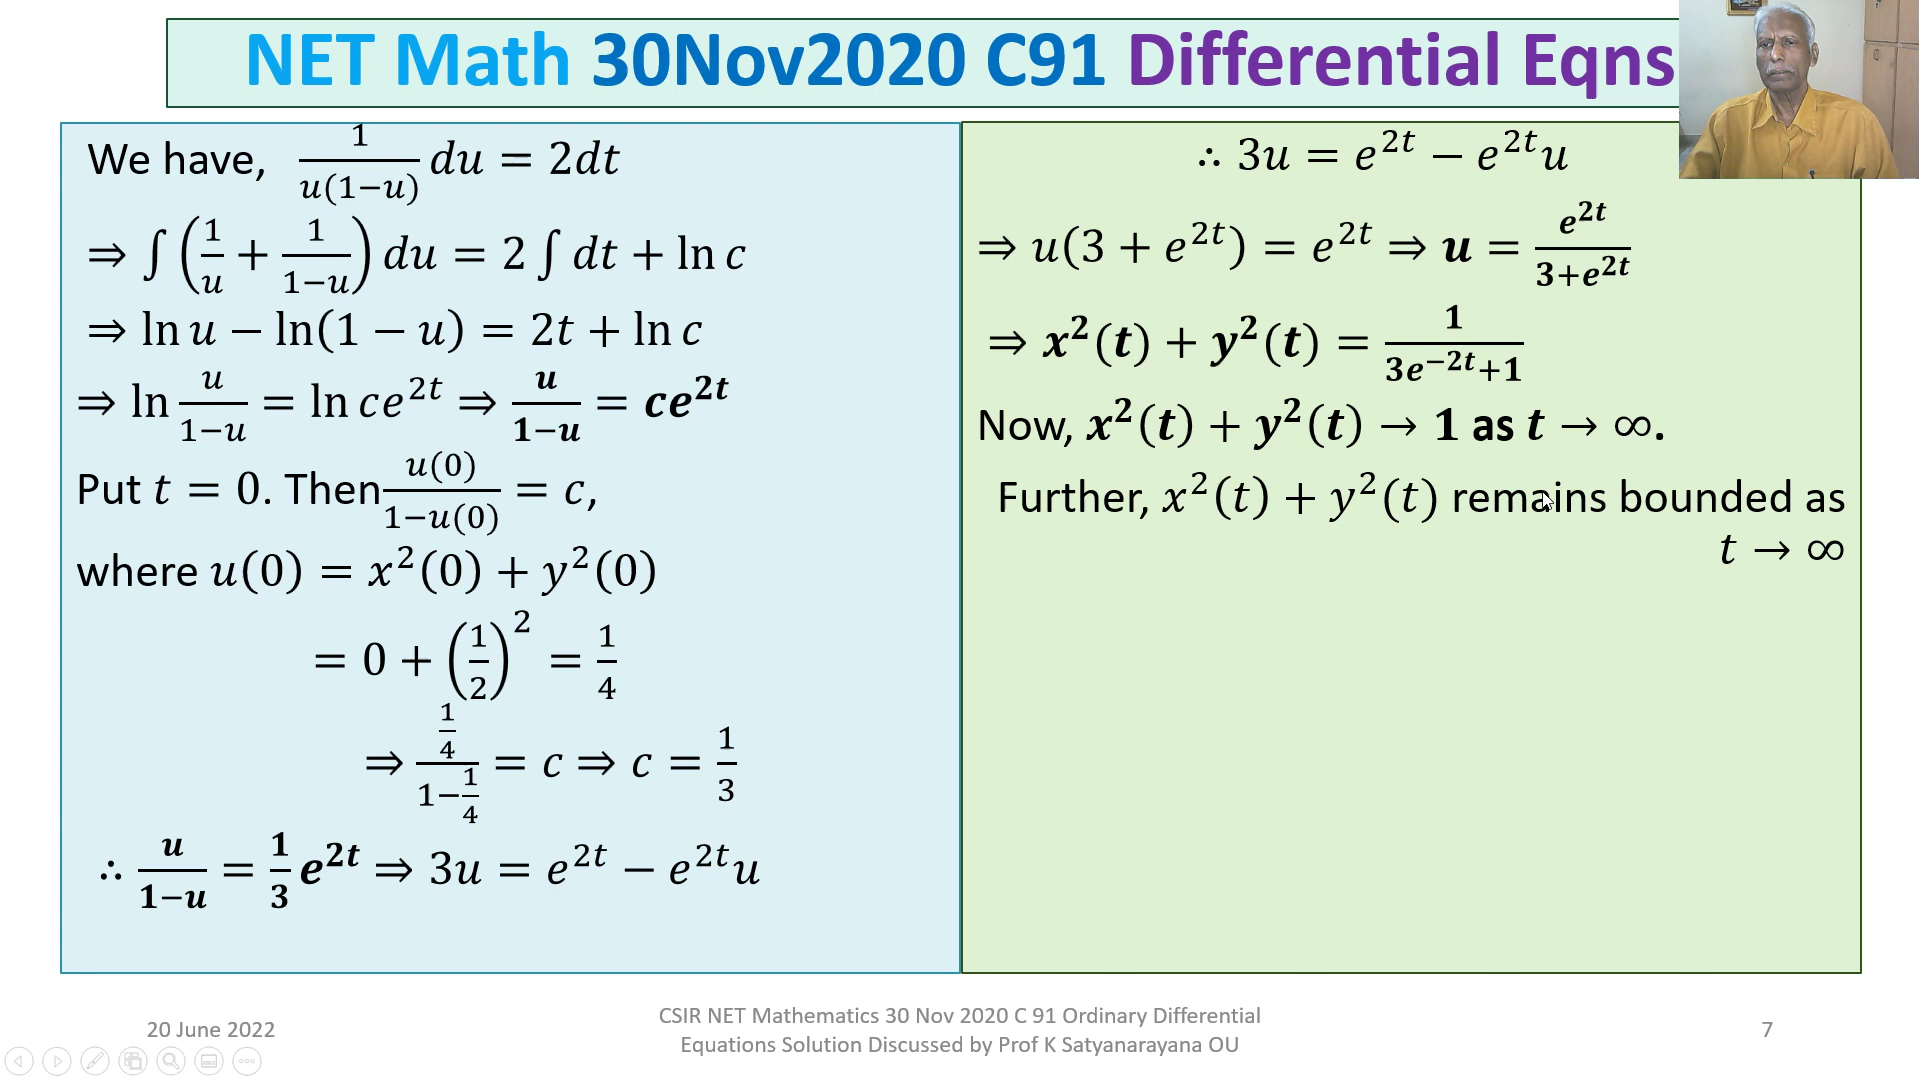 NET Math 30Nov2020 C91 Differential Eqns
We have, 1/(u(1−u)) du = 2dt
⇒ ∫(1/u + 1/(1−u)) du = 2∫dt + ln c
⇒ ln u − ln(1 − u) = 2t + ln c
⇒ ln u/(1−u) = ln ce^{2t} ⇒ u/(1−u) = ce^{2t}
Put t = 0. Then u(0)/(1−u(0)) = c,
where u(0) = x²(0) + y²(0)
= 0 + (1/2)² = 1/4
⇒ (1/4)/(1−1/4) = c ⇒ c = 1/3
∴ u/(1−u) = 1/3 e^{2t} ⇒ 3u = e^{2t} − e^{2t}u
∴ 3u = e^{2t} − e^{2t}u
⇒ u(3 + e^{2t}) = e^{2t} ⇒ u = e^{2t}/(3+e^{2t})
⇒ x²(t) + y²(t) = 1/(3e^{−2t}+1)
Now, x²(t) + y²(t) → 1 as t → ∞.
Further, x²(t) + y²(t) remains bounded as
t → ∞
20 June 2022
CSIR NET Mathematics 30 Nov 2020 C 91 Ordinary Differential
Equations Solution Discussed by Prof K Satyanarayana OU
7